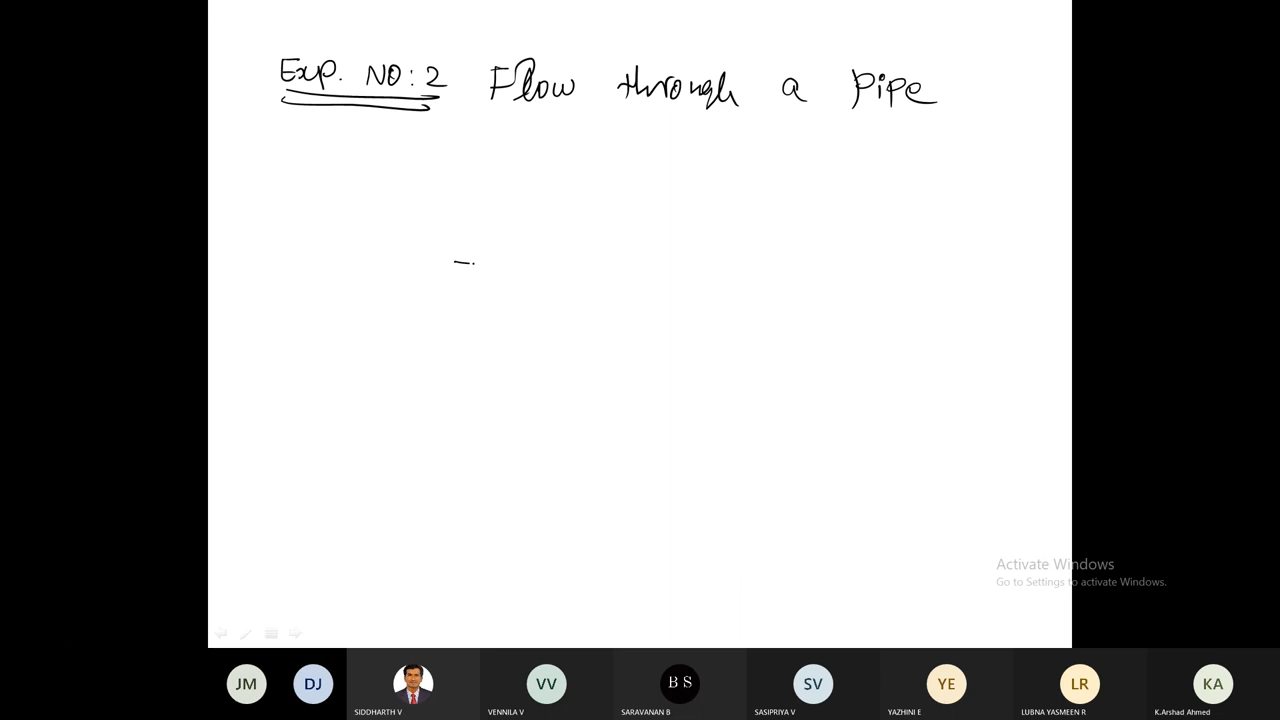 Exp. NO: 2 Flow through a pipe
Activate Windows
Go to Settings to activate Windows.
JM DJ VV B S SV YE LR KA
SIDDHARTH V VENNILA V SARAVANAN B SASIPRIYA V YAZHINI E LUBNA YASMEEN R K.Arshad Ahmed